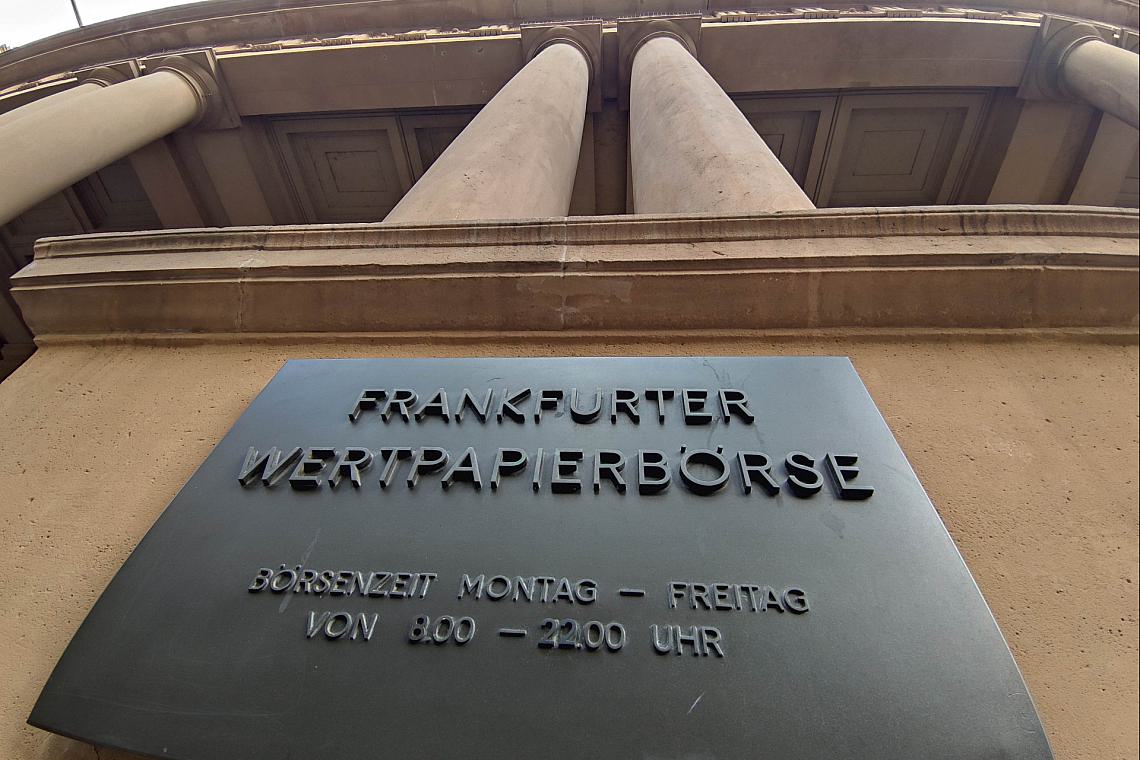 FRANKFURTER
WERTPAPIERBÖRSE
BÖRSENZEIT MONTAG – FREITAG
VON 8.00 – 22.00 UHR